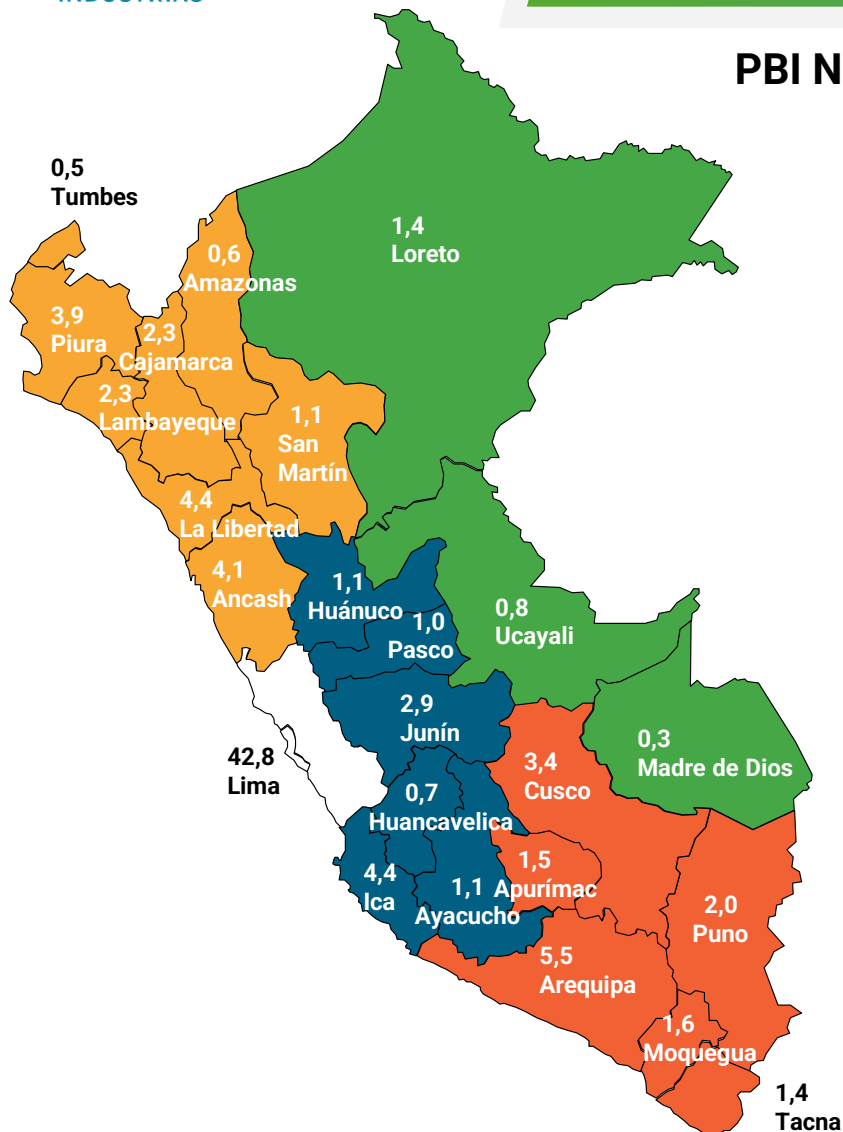 INDUSTRIAS
PBI N
0,5
Tumbes
1,4
Loreto
0,6
Amazonas
3,9
Piura
2,3
Cajamarca
2,3
Lambayeque
1,1
San
Martín
4,4
La Libertad
4,1
Ancash
1,1
Huánuco
1,0
Pasco
0,8
Ucayali
2,9
Junín
42,8
Lima
3,4
Cusco
0,3
Madre de Dios
0,7
Huancavelica
4,4
Ica
1,1
Ayacucho
1,5
Apurímac
2,0
Puno
5,5
Arequipa
1,6
Moquegua
1,4
Tacna